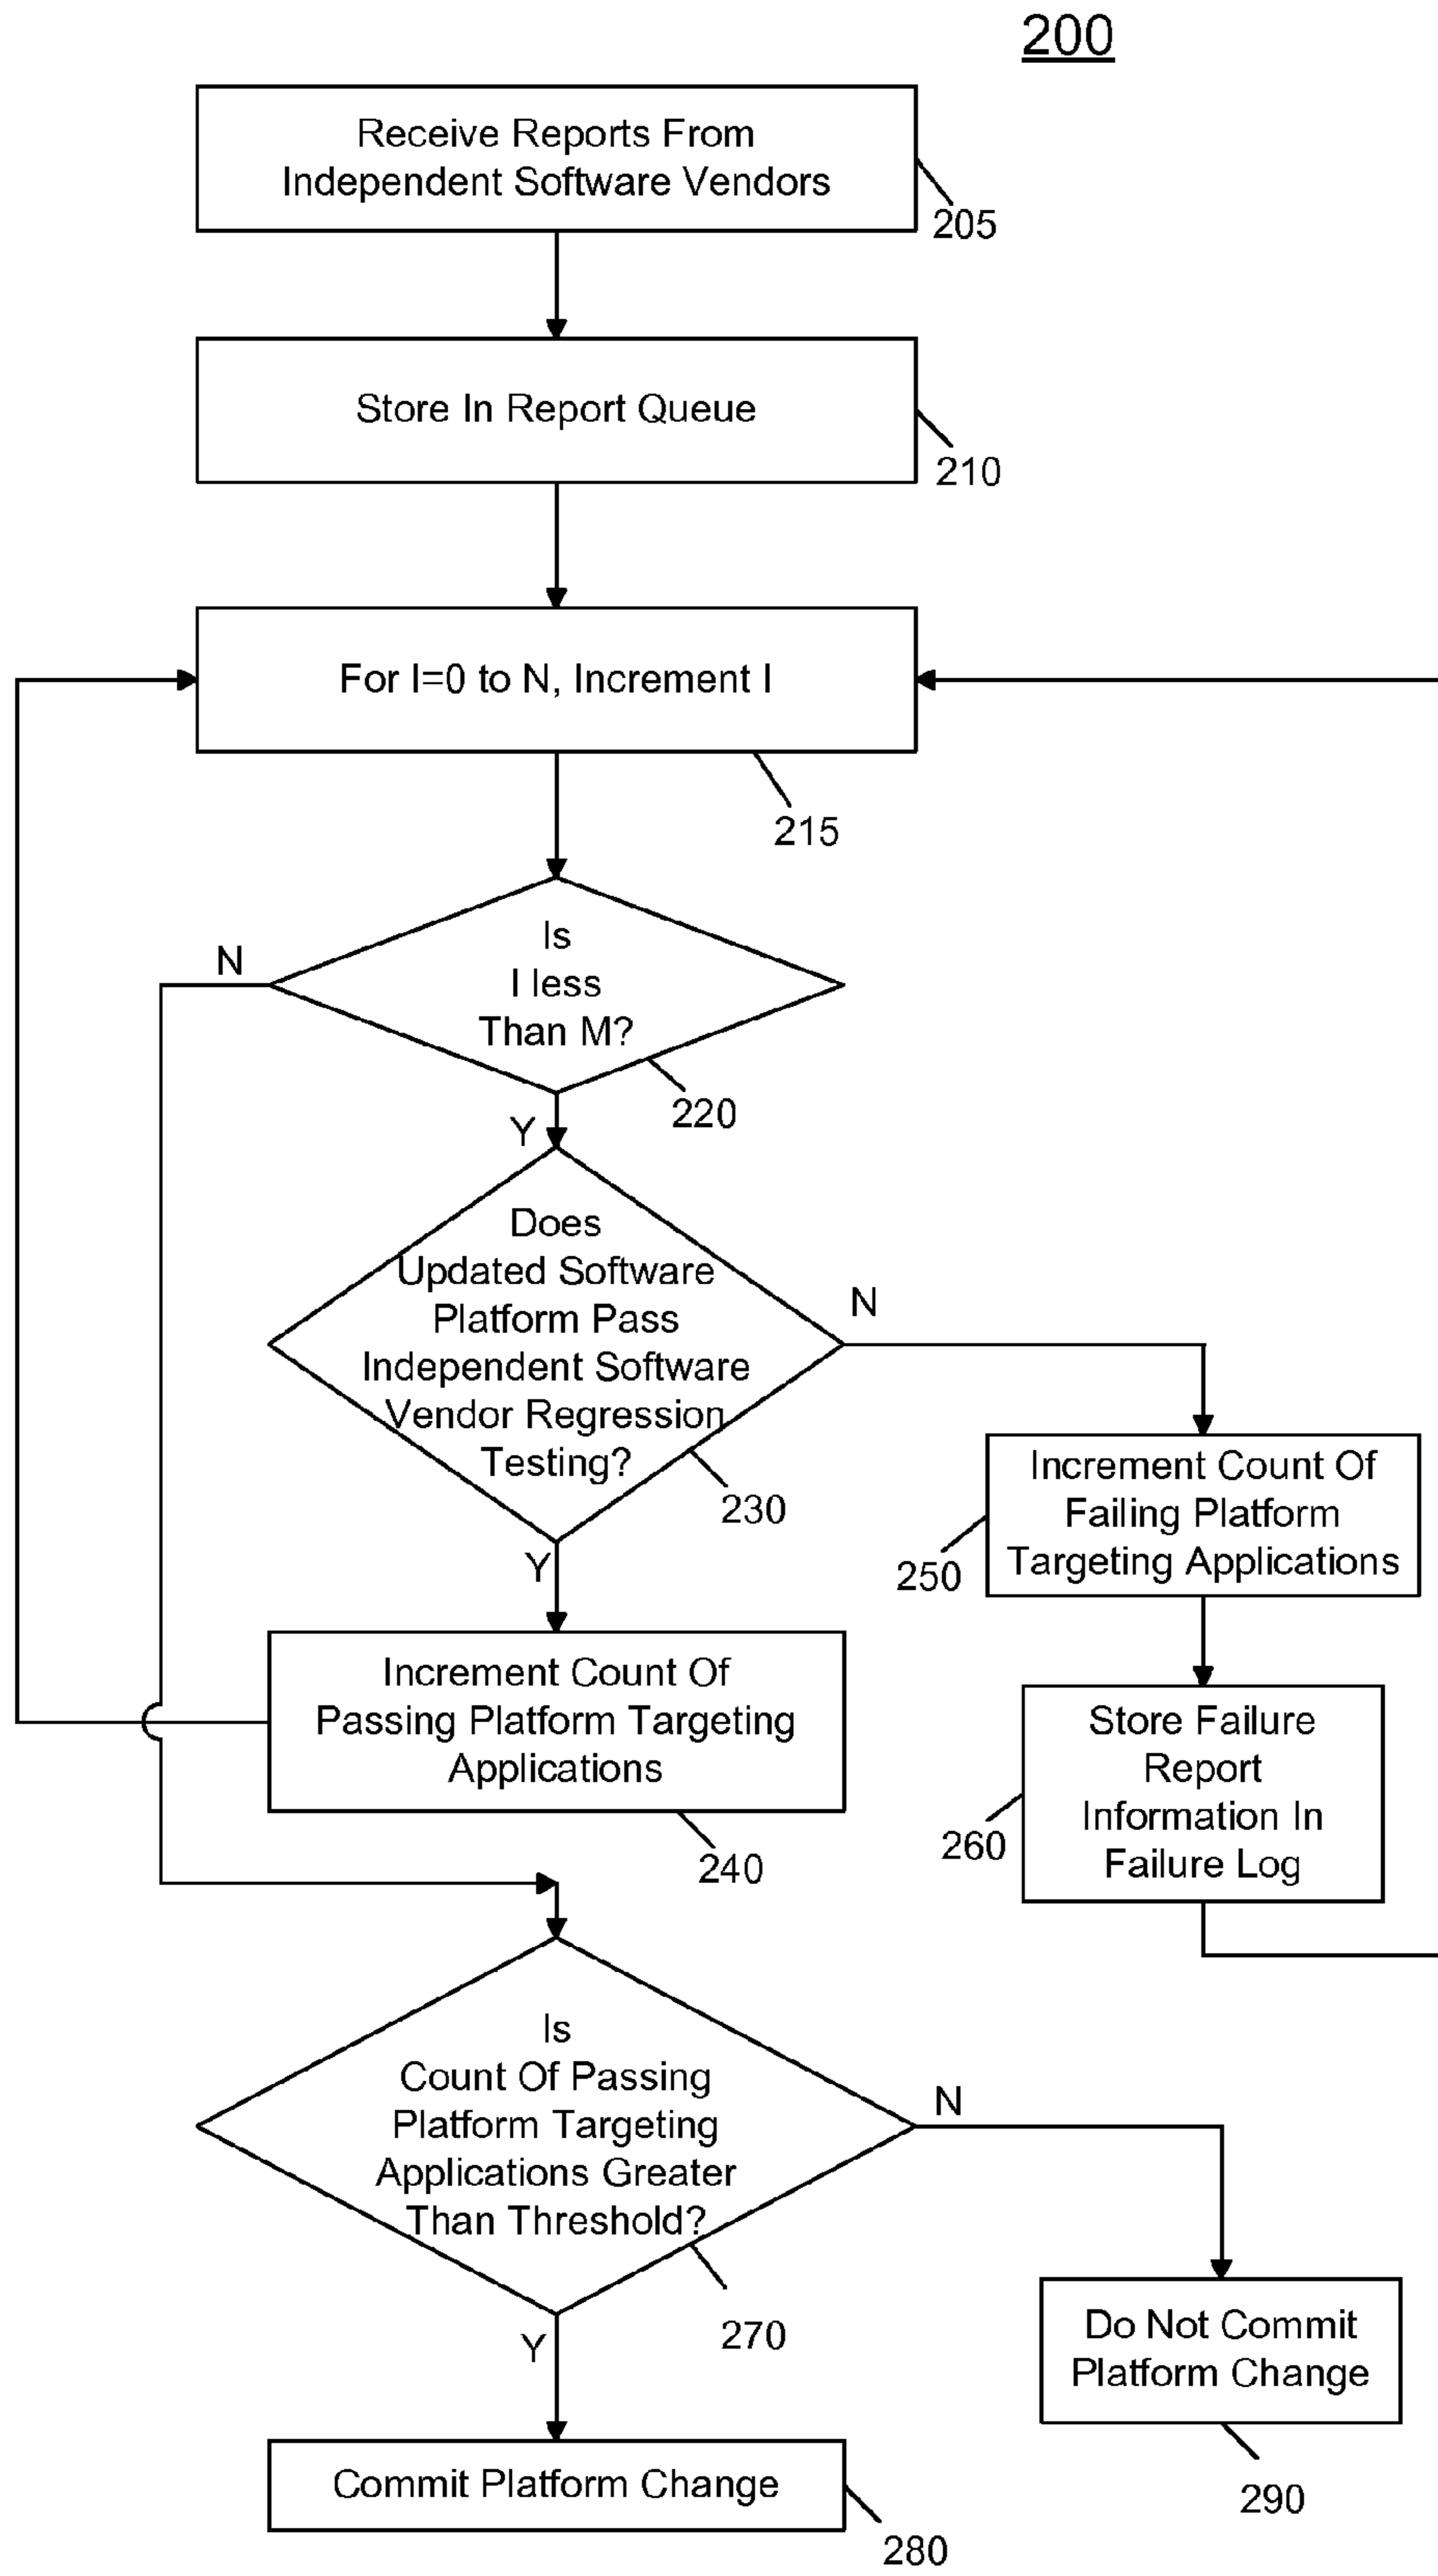 200
Receive Reports From
Independent Software Vendors
205
Store In Report Queue
210
For I=0 to N, Increment I
215
Is
I less
Than M?
220
N
Y
Does
Updated Software
Platform Pass
Independent Software
Vendor Regression
Testing?
230
N
Y
Increment Count Of
Failing Platform
Targeting Applications
250
Increment Count Of
Passing Platform Targeting
Applications
240
Store Failure
Report
Information In
Failure Log
260
Is
Count Of Passing
Platform Targeting
Applications Greater
Than Threshold?
270
N
Y
Do Not Commit
Platform Change
290
Commit Platform Change
280